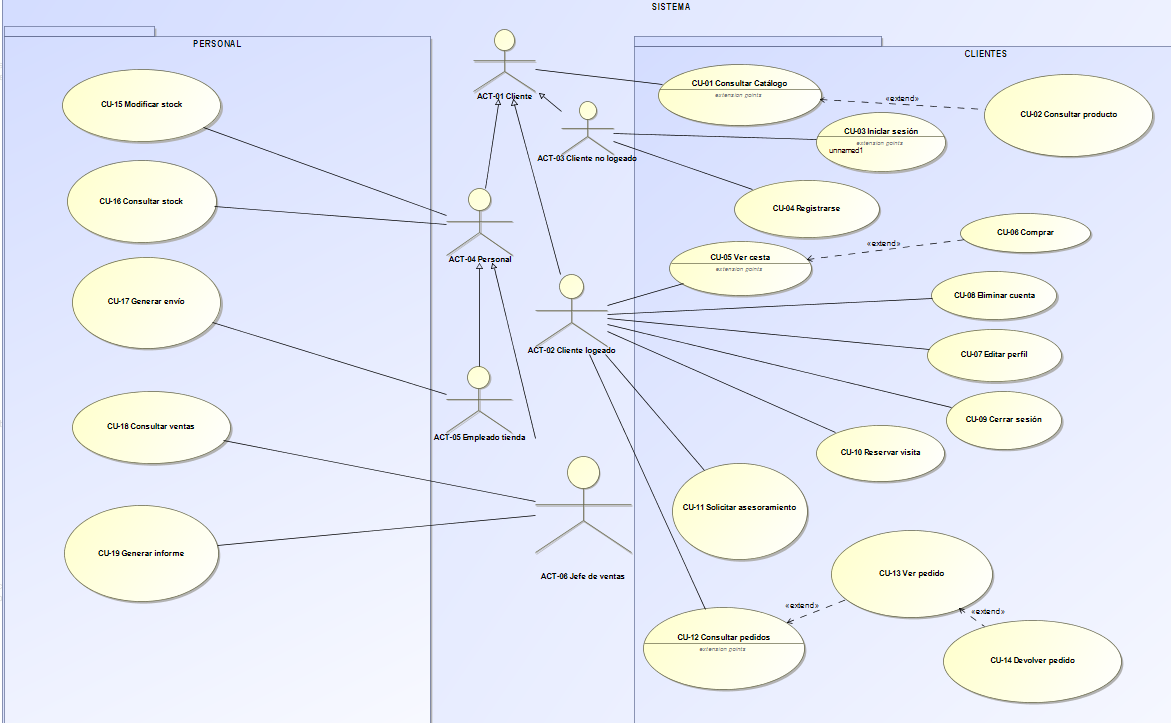 SISTEMA
PERSONAL
CU-15 Modificar stock
CU-16 Consultar stock
CU-17 Generar envío
CU-18 Consultar ventas
CU-19 Generar informe
ACT-01 Cliente
ACT-03 Cliente no logeado
ACT-04 Personal
ACT-02 Cliente logeado
ACT-05 Empleado tienda
ACT-06 Jefe de ventas
CLIENTES
CU-01 Consultar Catálogo
extension points
«extend»
CU-02 Consultar producto
CU-03 Iniciar sesión
extension points
unnamed1
CU-04 Registrarse
CU-05 Ver cesta
extension points
«extend»
CU-06 Comprar
CU-08 Eliminar cuenta
CU-07 Editar perfil
CU-09 Cerrar sesión
CU-10 Reservar visita
CU-11 Solicitar asesoramiento
CU-13 Ver pedido
«extend»
«extend»
CU-12 Consultar pedidos
extension points
CU-14 Devolver pedido